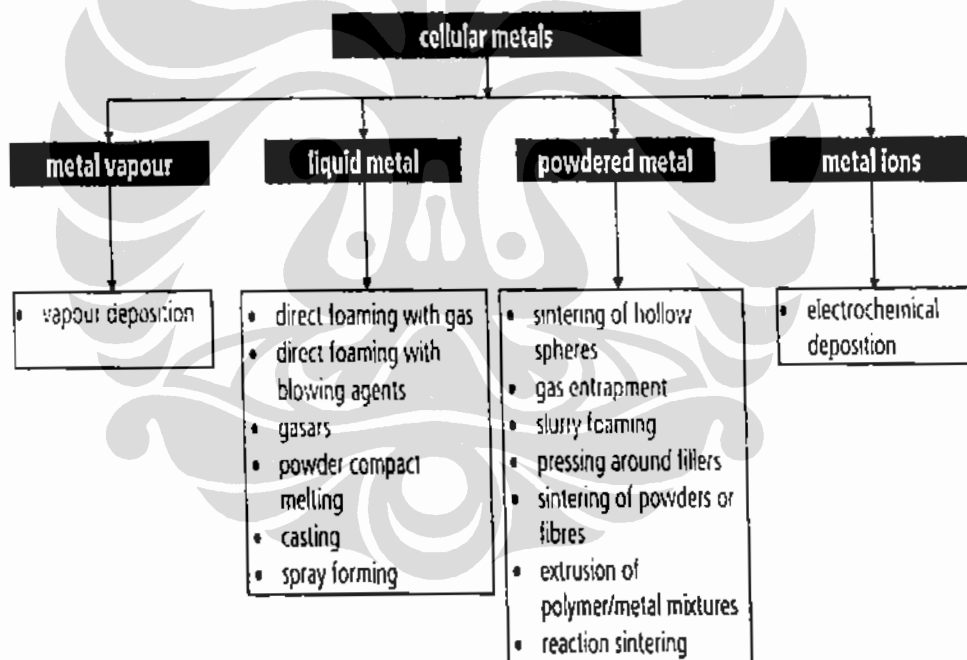 cellular metals
metal vapour
liquid metal
powdered metal
metal ions
• vapour deposition
• direct foaming with gas
• direct foaming with
blowing agents
• gasars
• powder compact
melting
• casting
• spray forming
• sintering of hollow
spheres
• gas entrapment
• slurry foaming
• pressing around fillers
• sintering of powders or
fibres
• extrusion of
polymer/metal mixtures
• reaction sintering
• electrochemical
deposition